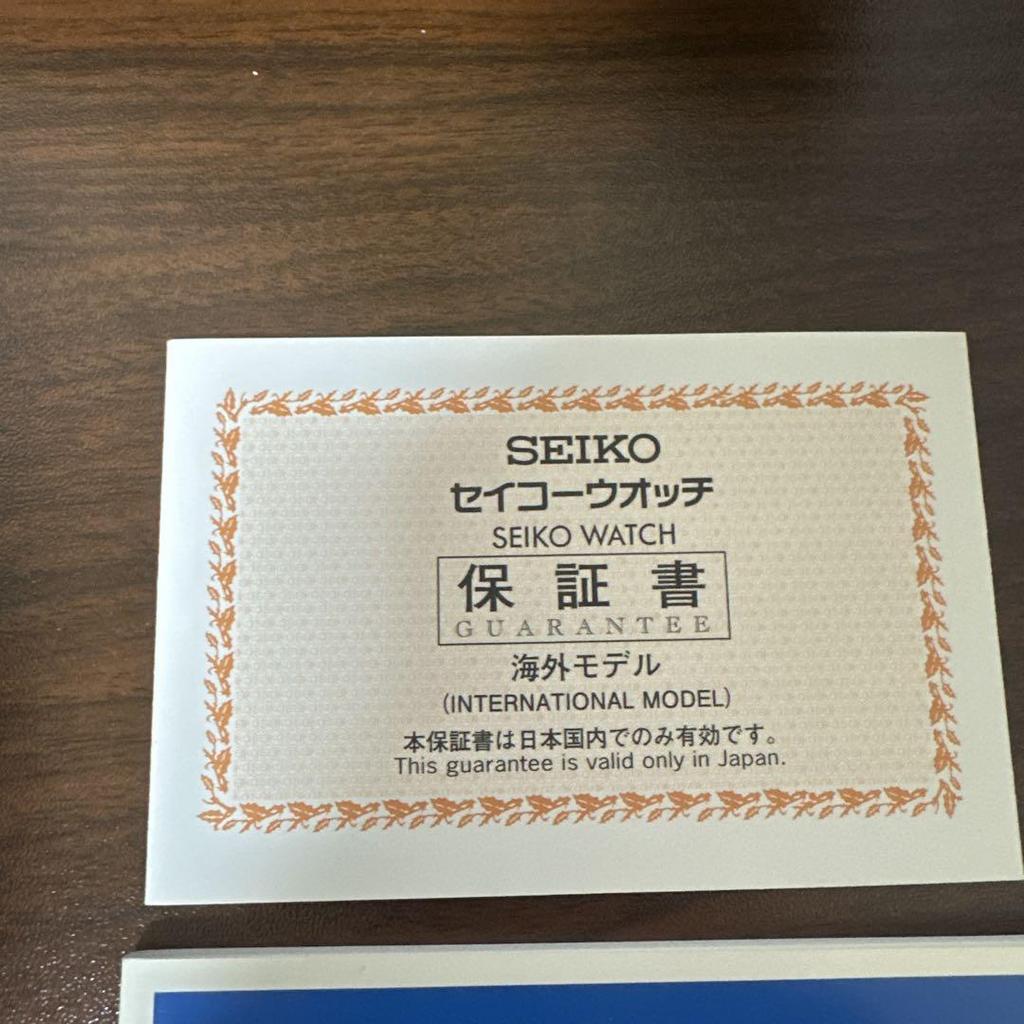 SEIKO
セイコーウオッチ
SEIKO WATCH
保証書
GUARANTEE
海外モデル
(INTERNATIONAL MODEL)
本保証書は日本国内でのみ有効です。
This guarantee is valid only in Japan.